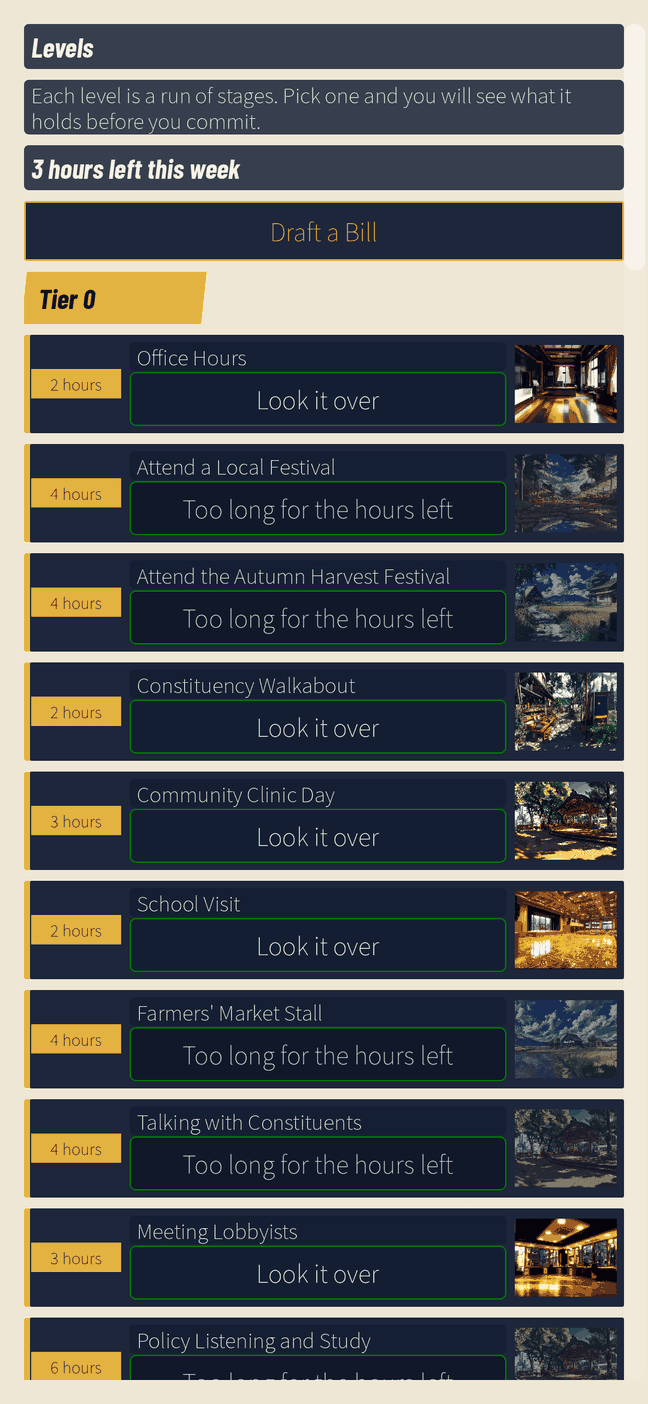 Levels
Each level is a run of stages. Pick one and you will see what it
holds before you commit.
3 hours left this week
Draft a Bill
Tier 0
Office Hours
2 hours
Look it over
Attend a Local Festival
4 hours
Too long for the hours left
Attend the Autumn Harvest Festival
4 hours
Too long for the hours left
Constituency Walkabout
2 hours
Look it over
Community Clinic Day
3 hours
Look it over
School Visit
2 hours
Look it over
Farmers' Market Stall
4 hours
Too long for the hours left
Talking with Constituents
4 hours
Too long for the hours left
Meeting Lobbyists
3 hours
Look it over
Policy Listening and Study
6 hours
Too long for the hours left